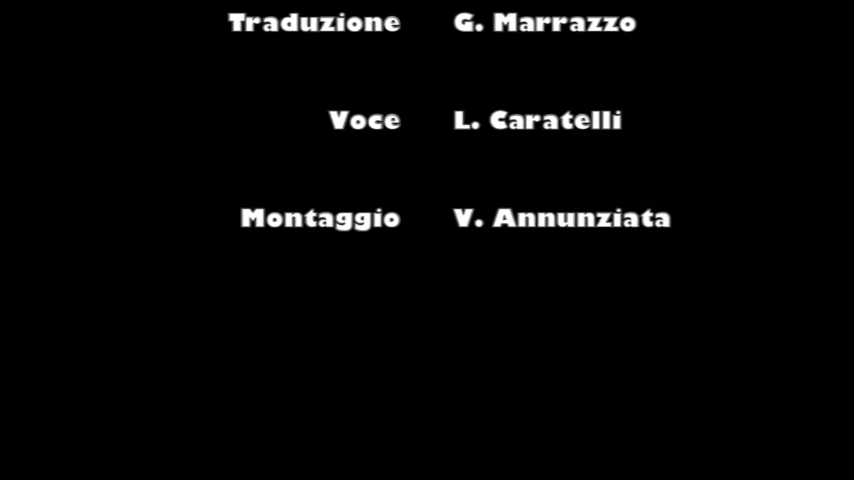 Traduzione G. Marrazzo
Voce L. Caratelli
Montaggio V. Annunziata